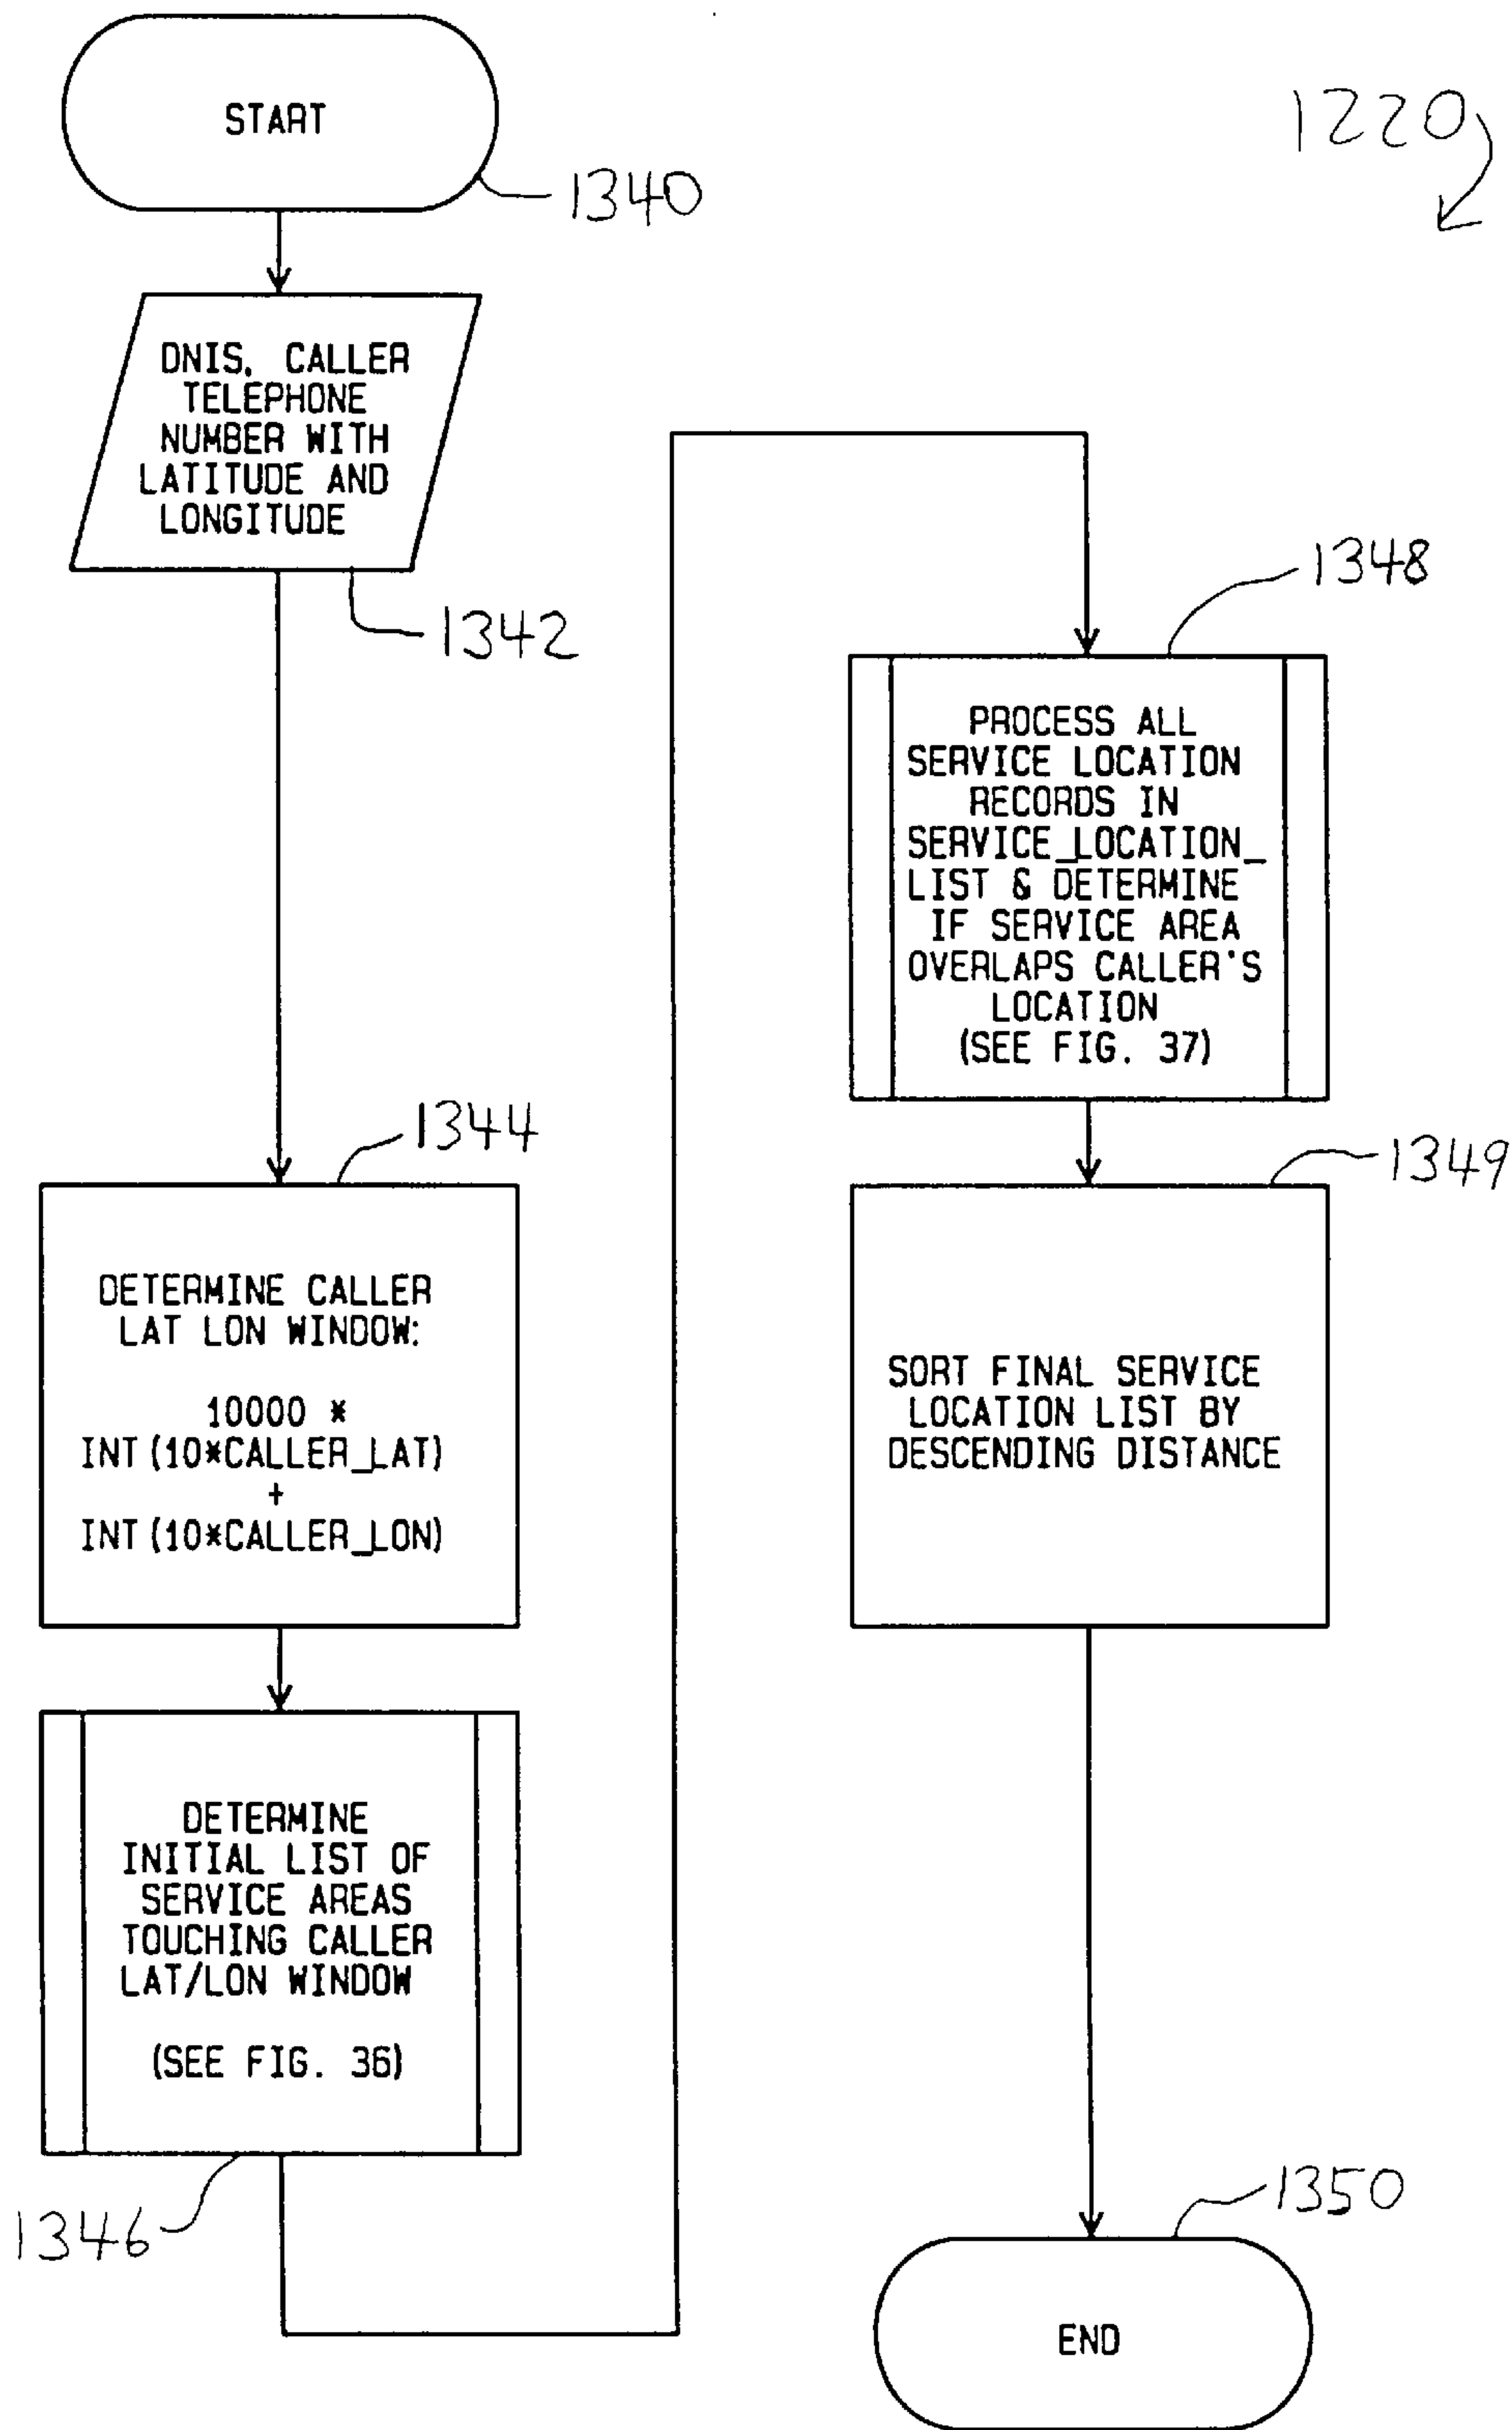 START
1340
1220
DNIS, CALLER
TELEPHONE
NUMBER WITH
LATITUDE AND
LONGITUDE
1342
1344
DETERMINE CALLER
LAT LON WINDOW:
10000 *
INT(10*CALLER_LAT)
+
INT(10*CALLER_LON)
DETERMINE
INITIAL LIST OF
SERVICE AREAS
TOUCHING CALLER
LAT/LON WINDOW
(SEE FIG. 36)
1346
1348
PROCESS ALL
SERVICE LOCATION
RECORDS IN
SERVICE_LOCATION_
LIST & DETERMINE
IF SERVICE AREA
OVERLAPS CALLER'S
LOCATION
(SEE FIG. 37)
1349
SORT FINAL SERVICE
LOCATION LIST BY
DESCENDING DISTANCE
1350
END